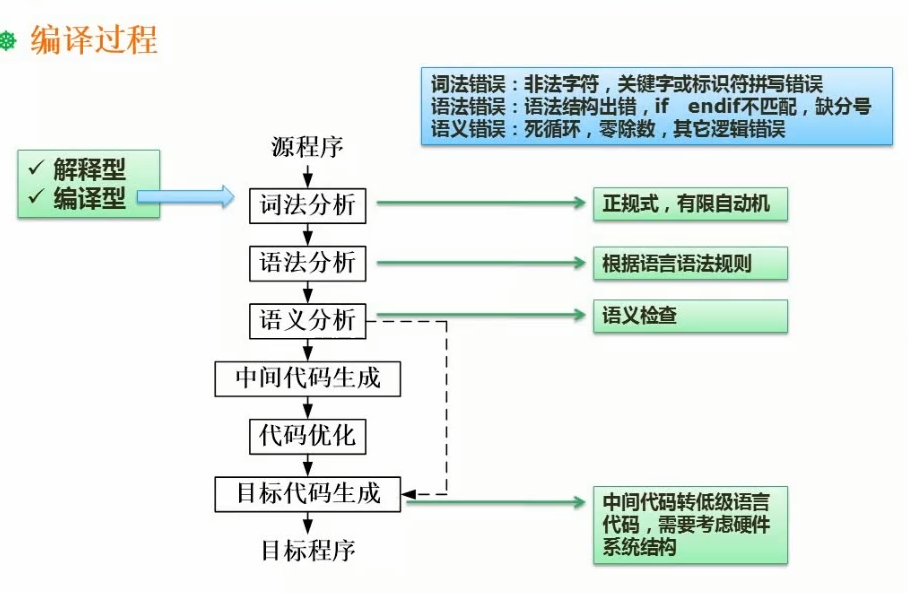 编译过程
词法错误：非法字符，关键字或标识符拼写错误
语法错误：语法结构出错，if endif不匹配，缺分号
语义错误：死循环，零除数，其它逻辑错误
源程序
✓ 解释型
✓ 编译型
词法分析
正规式，有限自动机
语法分析
根据语言语法规则
语义分析
语义检查
中间代码生成
代码优化
目标代码生成
中间代码转低级语言
代码，需要考虑硬件
系统结构
目标程序